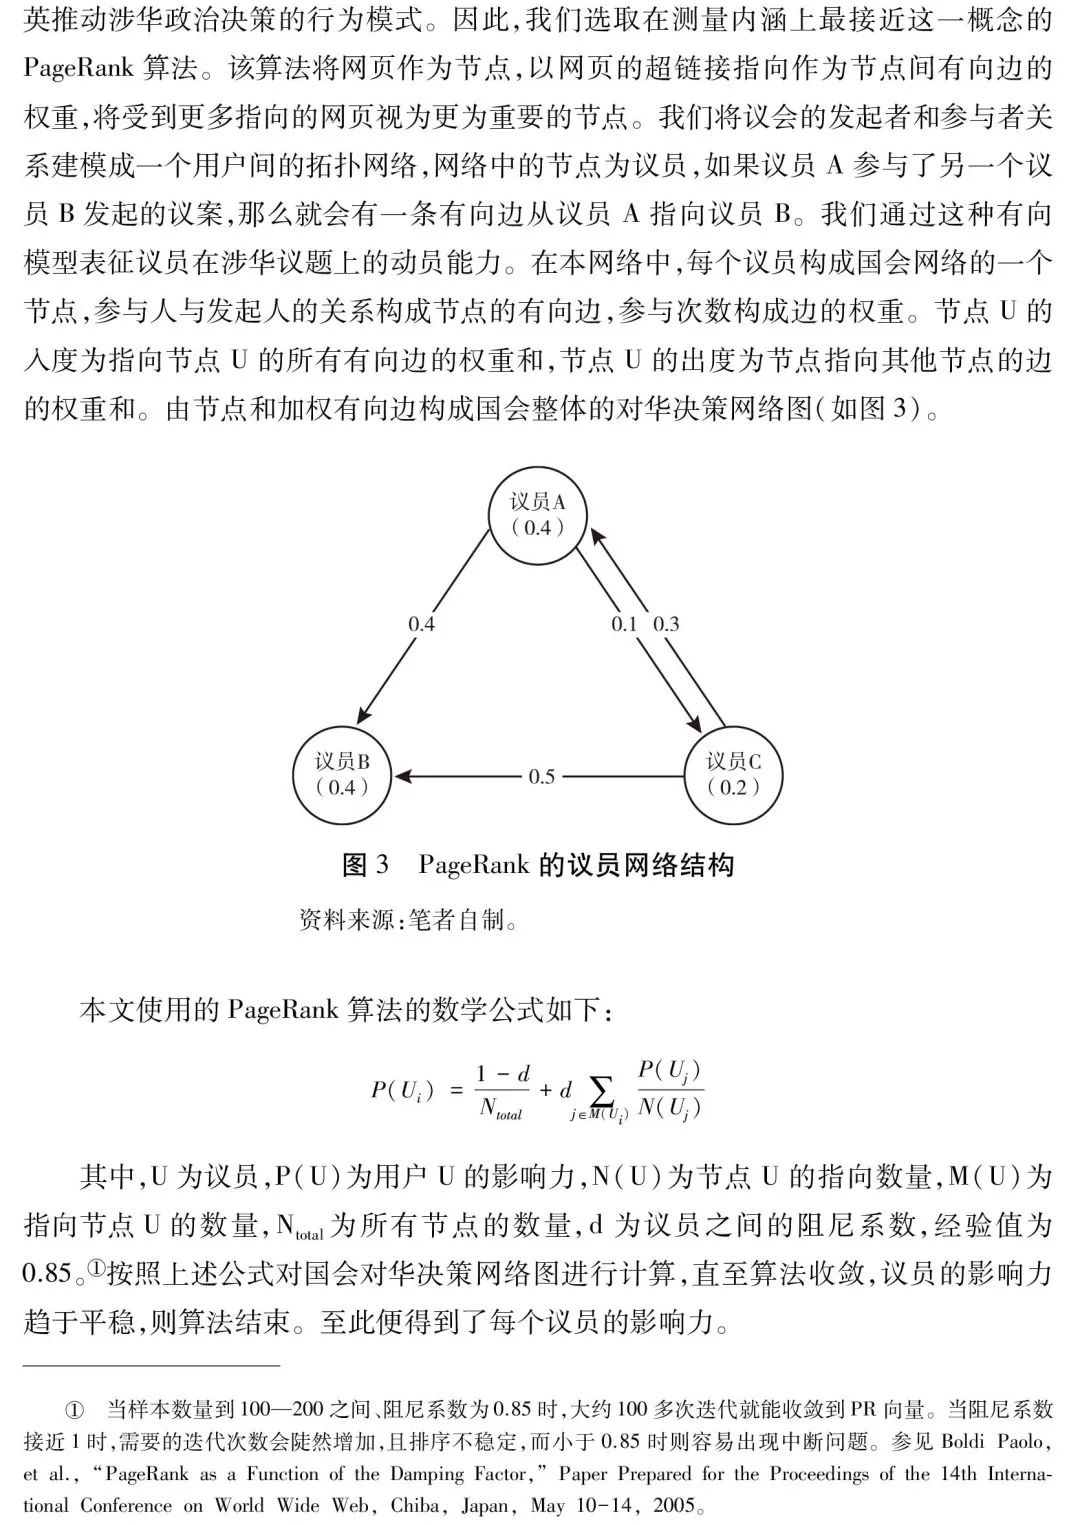 英推动涉华政治决策的行为模式。因此,我们选取在测量内涵上最接近这一概念的
PageRank 算法。该算法将网页作为节点,以网页的超链接指向作为节点间有向边的
权重,将受到更多指向的网页视为更为重要的节点。我们将议会的发起者和参与者关
系建模成一个用户间的拓扑网络,网络中的节点为议员,如果议员 A 参与了另一个议
员 B 发起的议案,那么就会有一条有向边从议员 A 指向议员 B。我们通过这种有向
模型表征议员在涉华议题上的动员能力。在本网络中,每个议员构成国会网络的一个
节点,参与人与发起人的关系构成节点的有向边,参与次数构成边的权重。节点 U 的
入度为指向节点 U 的所有有向边的权重和,节点 U 的出度为节点指向其他节点的边
的权重和。由节点和加权有向边构成国会整体的对华决策网络图(如图 3)。
议员A
(0.4)
0.4
0.1
0.3
议员B
(0.4)
0.5
议员C
(0.2)
图 3 PageRank 的议员网络结构
资料来源:笔者自制。
本文使用的 PageRank 算法的数学公式如下:
P(U_i) = \frac{1-d}{N_{total}} + d \sum_{j∈M(U_i)} \frac{P(U_j)}{N(U_j)}
其中,U 为议员,P(U)为用户 U 的影响力,N(U)为节点 U 的指向数量,M(U)为
指向节点 U 的数量,N_{total}为所有节点的数量,d 为议员之间的阻尼系数,经验值为
0.85。①按照上述公式对国会对华决策网络图进行计算,直至算法收敛,议员的影响力
趋于平稳,则算法结束。至此便得到了每个议员的影响力。
① 当样本数量到100—200 之间、阻尼系数为0.85 时,大约100 多次迭代就能收敛到 PR 向量。当阻尼系数
接近 1 时,需要的迭代次数会陡然增加,且排序不稳定,而小于 0.85 时则容易出现中断问题。参见 Boldi Paolo,
et al., “PageRank as a Function of the Damping Factor,” Paper Prepared for the Proceedings of the 14th Interna-
tional Conference on World Wide Web, Chiba, Japan, May 10-14, 2005。